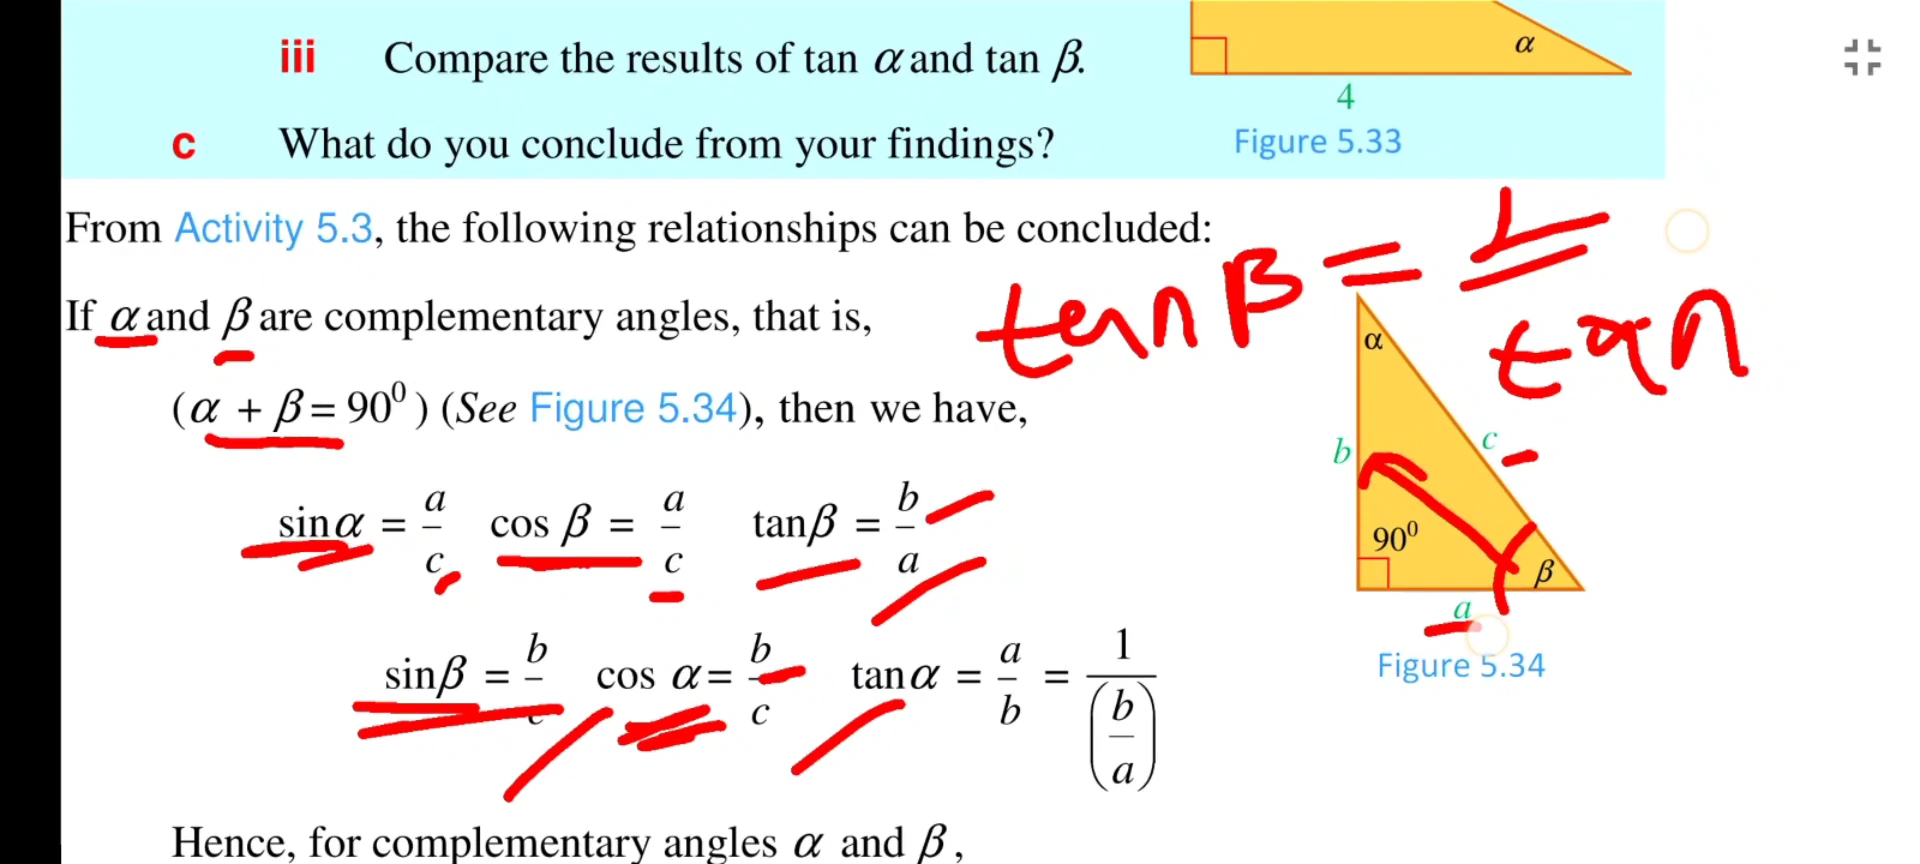 iii Compare the results of tan α and tan β.
α
4
Figure 5.33
c What do you conclude from your findings?
From Activity 5.3, the following relationships can be concluded:
tan β = 1/tan
If α and β are complementary angles, that is,
(α + β = 90⁰) (See Figure 5.34), then we have,
α
b
c
90⁰
β
a
Figure 5.34
sin α = a/c cos β = a/c tan β = b/a
sin β = b/c cos α = b/c tan α = a/b = 1/(b/a)
Hence, for complementary angles α and β,